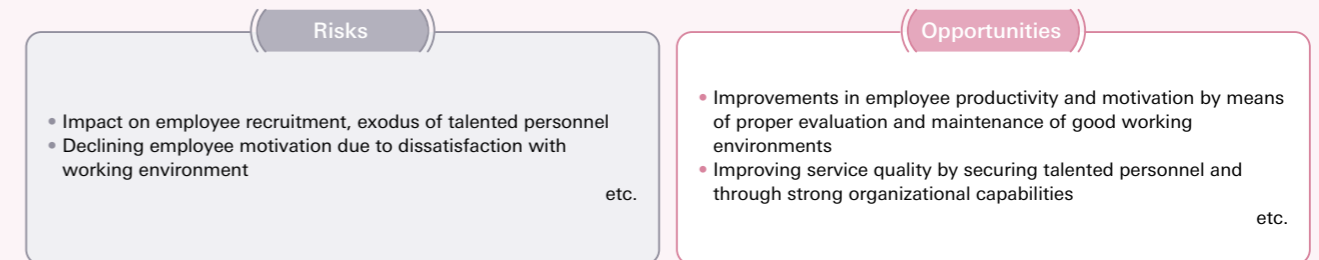 Risks
• Impact on employee recruitment, exodus of talented personnel
• Declining employee motivation due to dissatisfaction with
working environment
etc.
Opportunities
• Improvements in employee productivity and motivation by means
of proper evaluation and maintenance of good working
environments
• Improving service quality by securing talented personnel and
through strong organizational capabilities
etc.